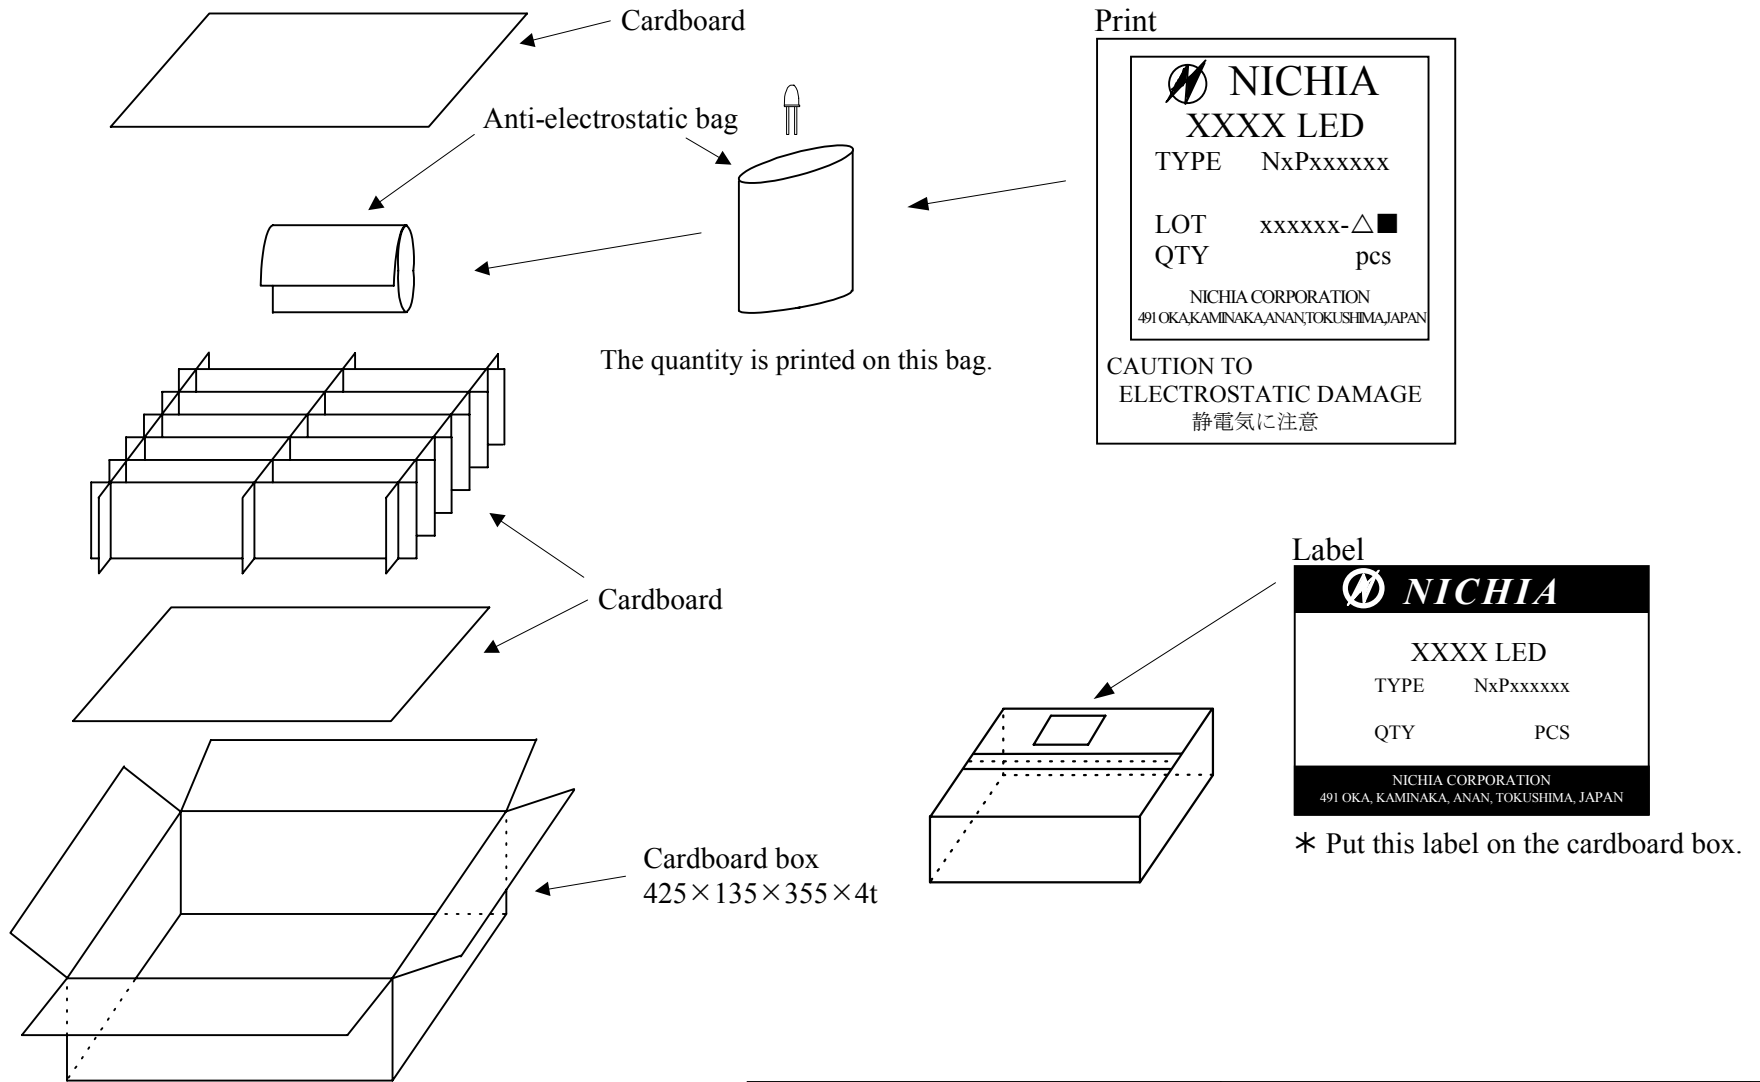 Cardboard
Anti-electrostatic bag
The quantity is printed on this bag.
Cardboard
Cardboard box
425×135×355×4t
Print
NICHIA
XXXX LED
TYPE NxPxxxxxx
LOT xxxxxx-△■
QTY pcs
NICHIA CORPORATION
491 OKA,KAMINAKA,ANAN,TOKUSHIMA,JAPAN
CAUTION TO
ELECTROSTATIC DAMAGE
静電気に注意
Label
NICHIA
XXXX LED
TYPE NxPxxxxxx
QTY PCS
NICHIA CORPORATION
491 OKA, KAMINAKA, ANAN, TOKUSHIMA, JAPAN
＊ Put this label on the cardboard box.